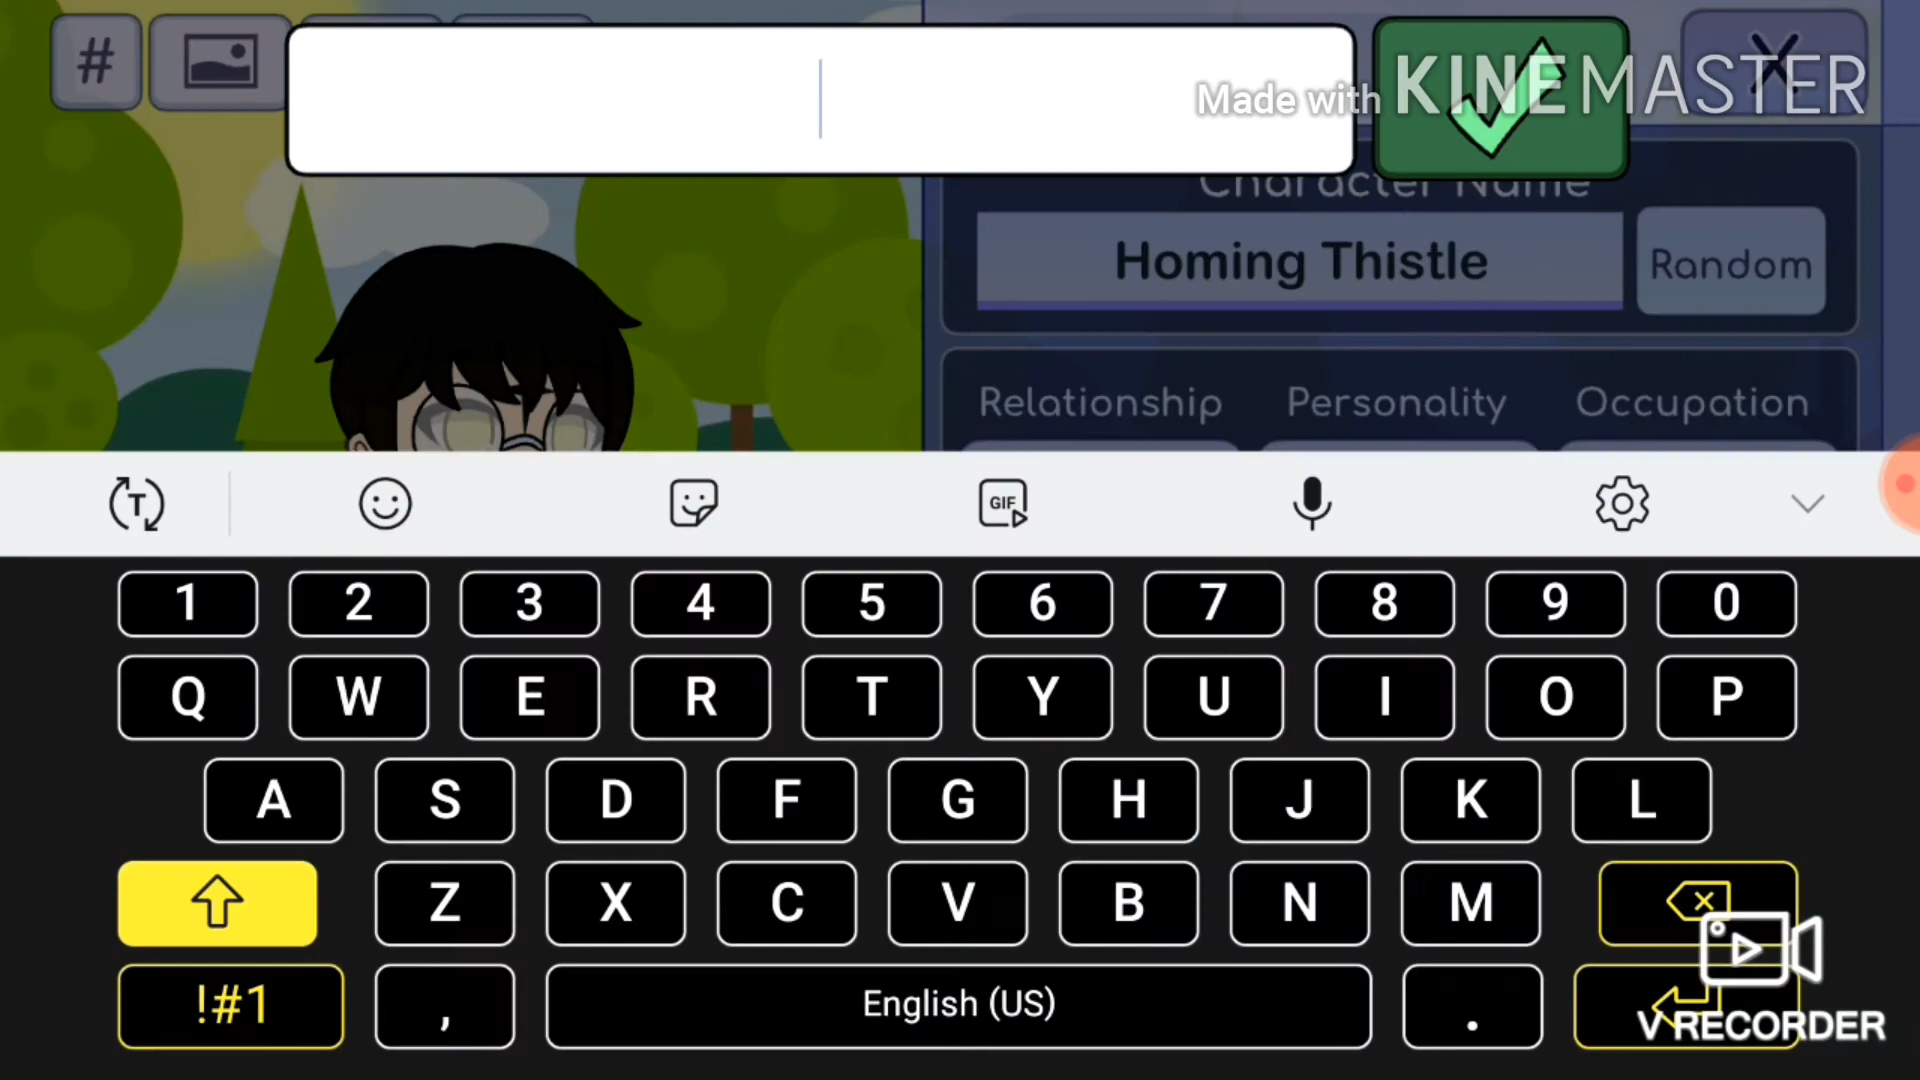 #
Made with KINEMASTER
X
Character Name
Homing Thistle
Random
Relationship Personality Occupation
T
GIF
1 2 3 4 5 6 7 8 9 0
Q W E R T Y U I O P
A S D F G H J K L
Z X C V B N M
!#1 , English (US) .
V RECORDER